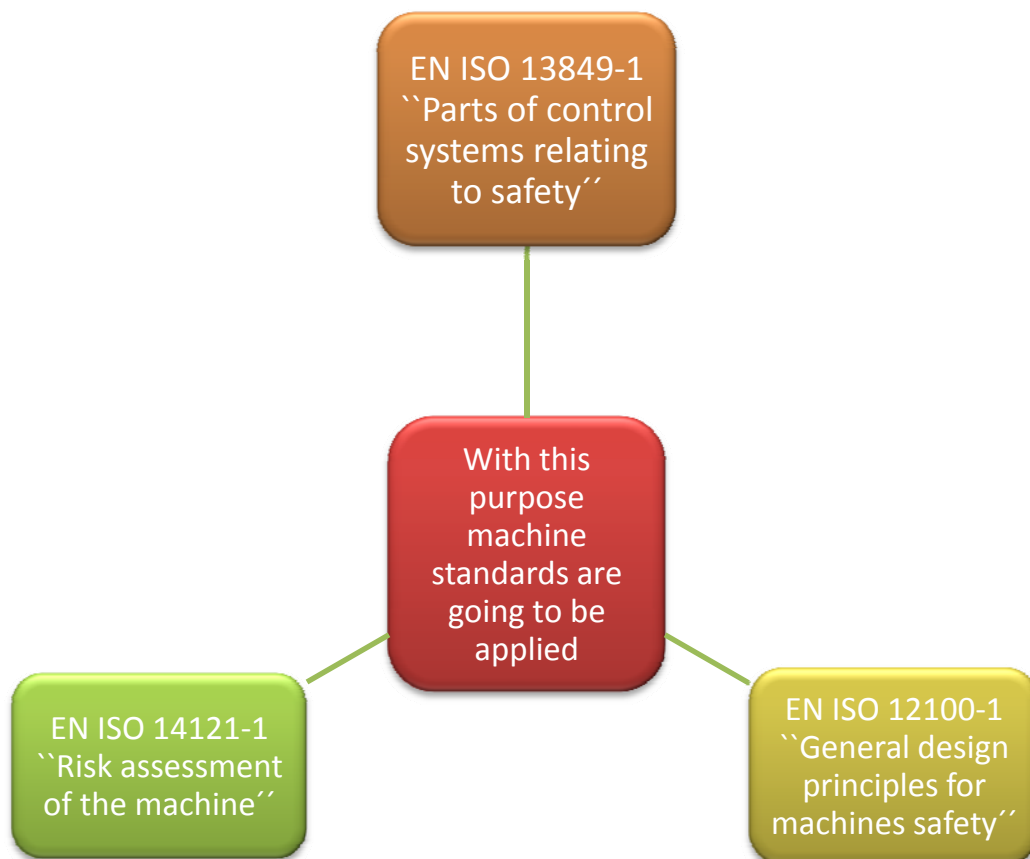 EN ISO 13849-1
``Parts of control
systems relating
to safety´´
With this
purpose
machine
standards are
going to be
applied
EN ISO 14121-1
``Risk assessment
of the machine´´
EN ISO 12100-1
``General design
principles for
machines safety´´